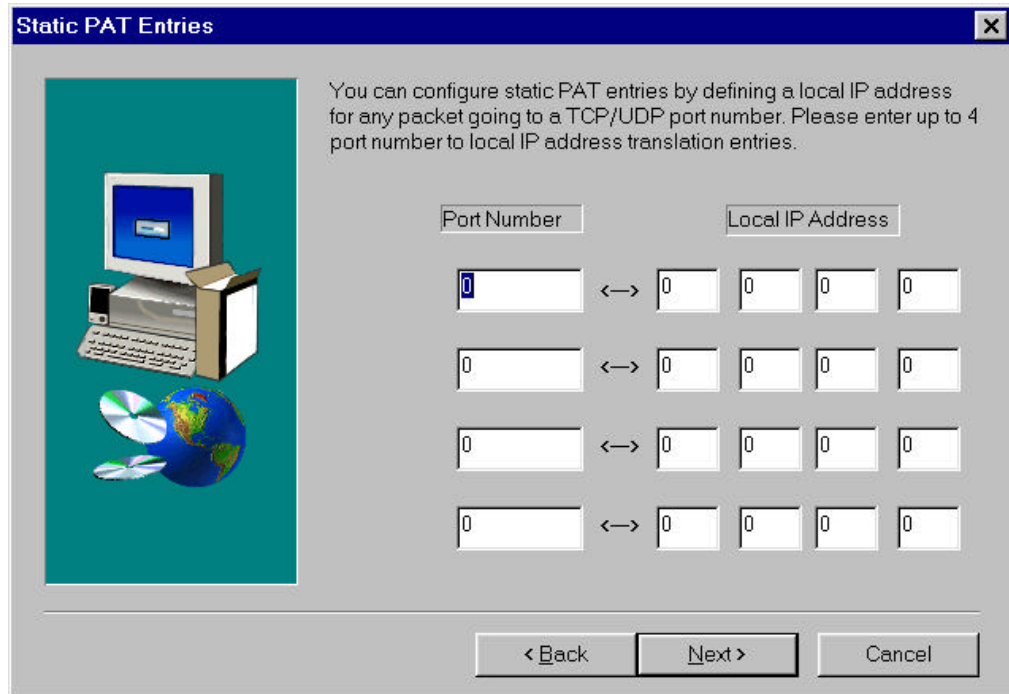 Static PAT Entries
You can configure static PAT entries by defining a local IP address
for any packet going to a TCP/UDP port number. Please enter up to 4
port number to local IP address translation entries.
Port Number Local IP Address
0 <---> 0 0 0 0
0 <---> 0 0 0 0
0 <---> 0 0 0 0
0 <---> 0 0 0 0
< Back Next > Cancel